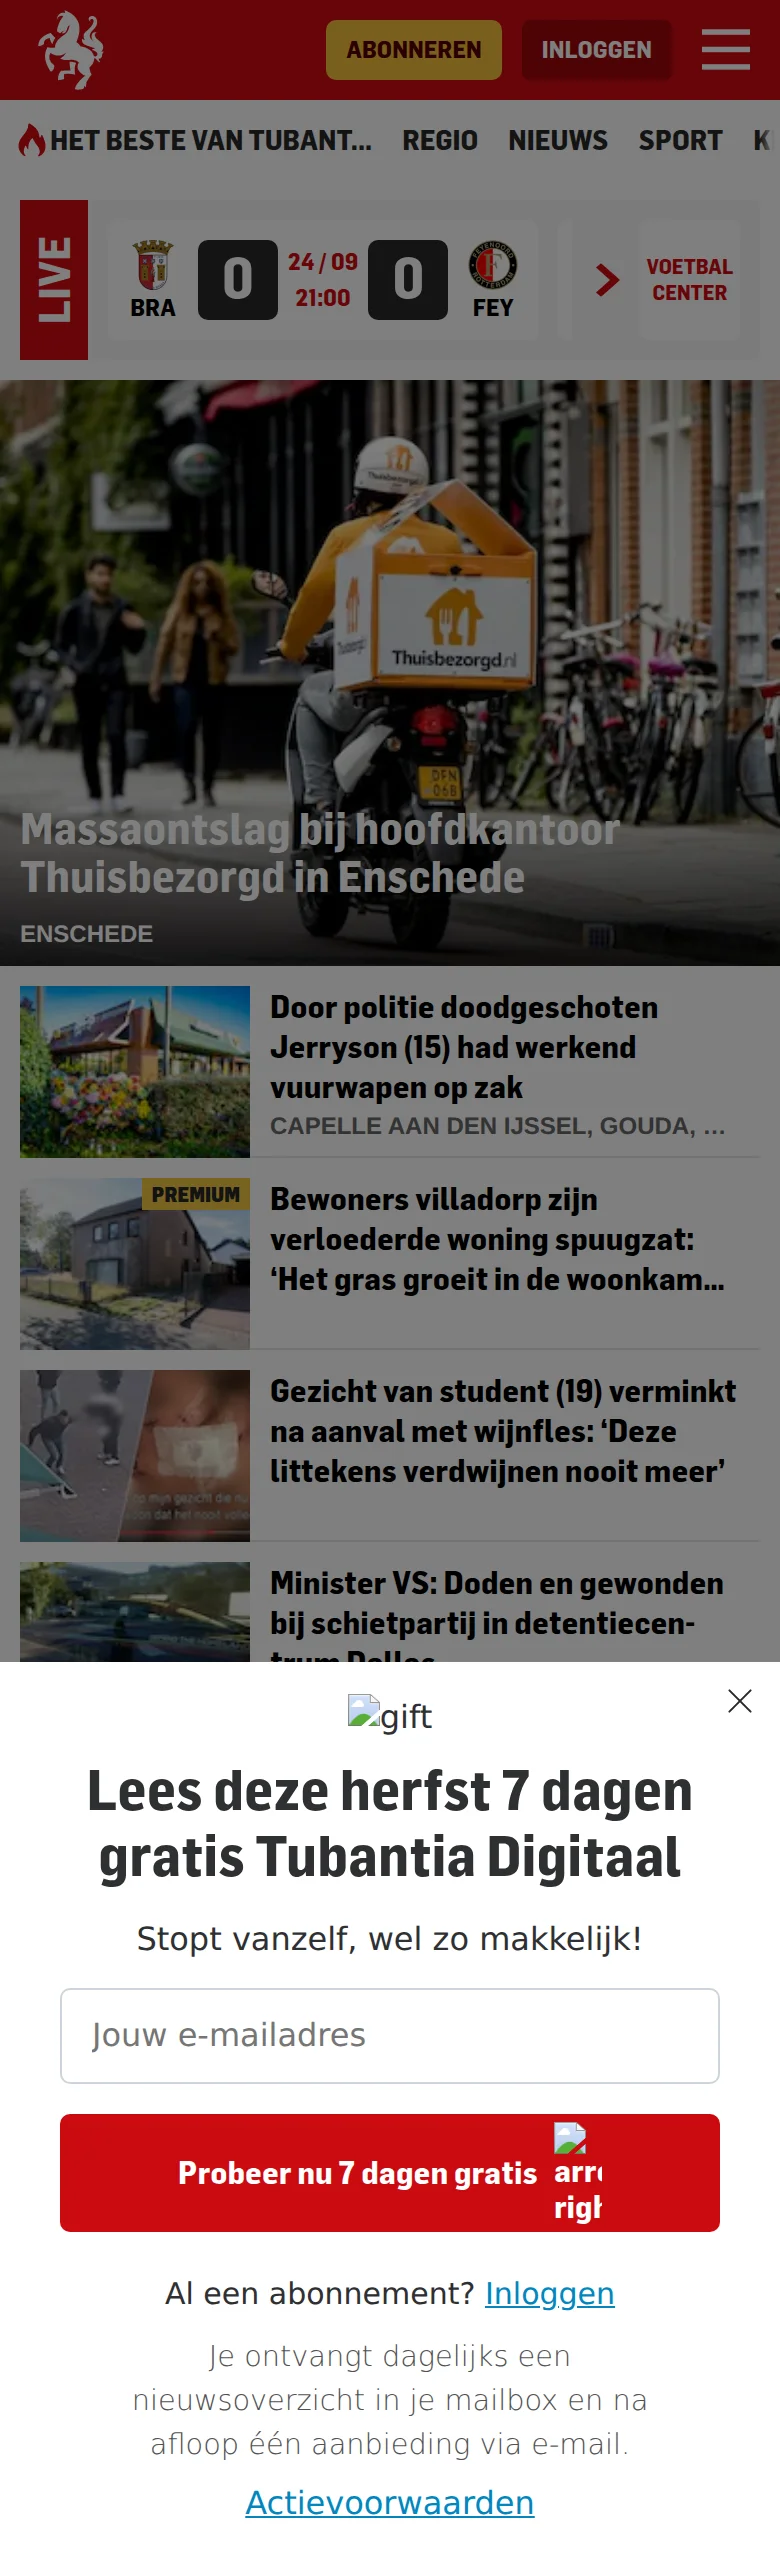 ABONNEREN
INLOGGEN
HET BESTE VAN TUBANT... REGIO NIEUWS SPORT
LIVE
BRA
0
24 / 09
21:00
0
FEY
VOETBAL
CENTER
Thuisbezorgd.nl
Massaontslag bij hoofdkantoor
Thuisbezorgd in Enschede
ENSCHEDE
Door politie doodgeschoten
Jerryson (15) had werkend
vuurwapen op zak
CAPELLE AAN DEN IJSSEL, GOUDA, ...
PREMIUM
Bewoners villadorp zijn
verloederde woning spuugzat:
‘Het gras groeit in de woonkam...
Gezicht van student (19) verminkt
na aanval met wijnfles: ‘Deze
littekens verdwijnen nooit meer’
Minister VS: Doden en gewonden
bij schietpartij in detentiecen-
gift
Lees deze herfst 7 dagen
gratis Tubantia Digitaal
Stopt vanzelf, wel zo makkelijk!
Jouw e-mailadres
Probeer nu 7 dagen gratis
Al een abonnement? Inloggen
Je ontvangt dagelijks een
nieuwsoverzicht in je mailbox en na
afloop één aanbieding via e-mail.
Actievoorwaarden